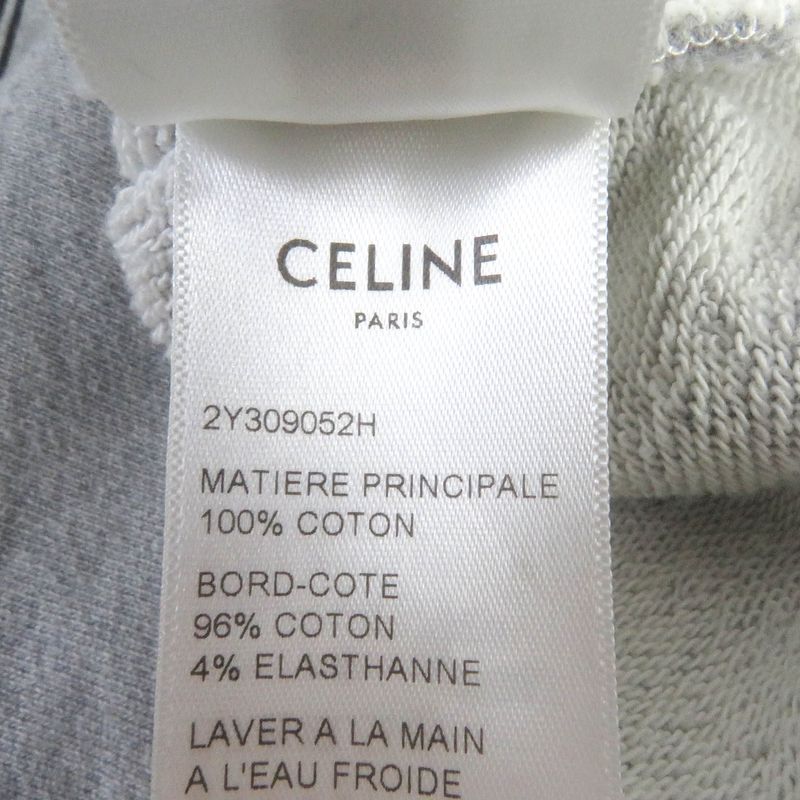 CELINE
PARIS
2Y309052H
MATIERE PRINCIPALE
100% COTON
BORD-COTE
96% COTON
4% ELASTHANNE
LAVER A LA MAIN
A L'EAU FROIDE